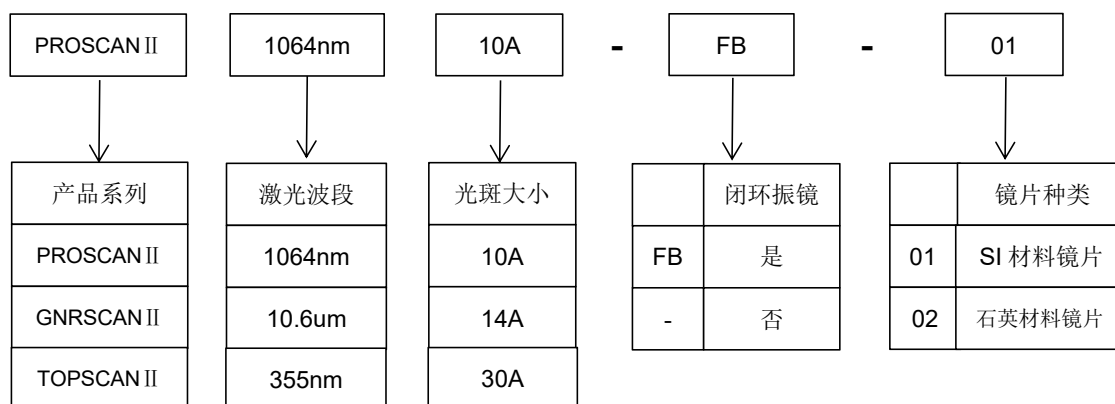 PROSCANⅡ 1064nm 10A - FB - 01
产品系列 激光波段 光斑大小 闭环振镜 镜片种类
PROSCANⅡ 1064nm 10A FB 是 01 SI 材料镜片
GNRSCANⅡ 10.6um 14A - 否 02 石英材料镜片
TOPSCANⅡ 355nm 30A